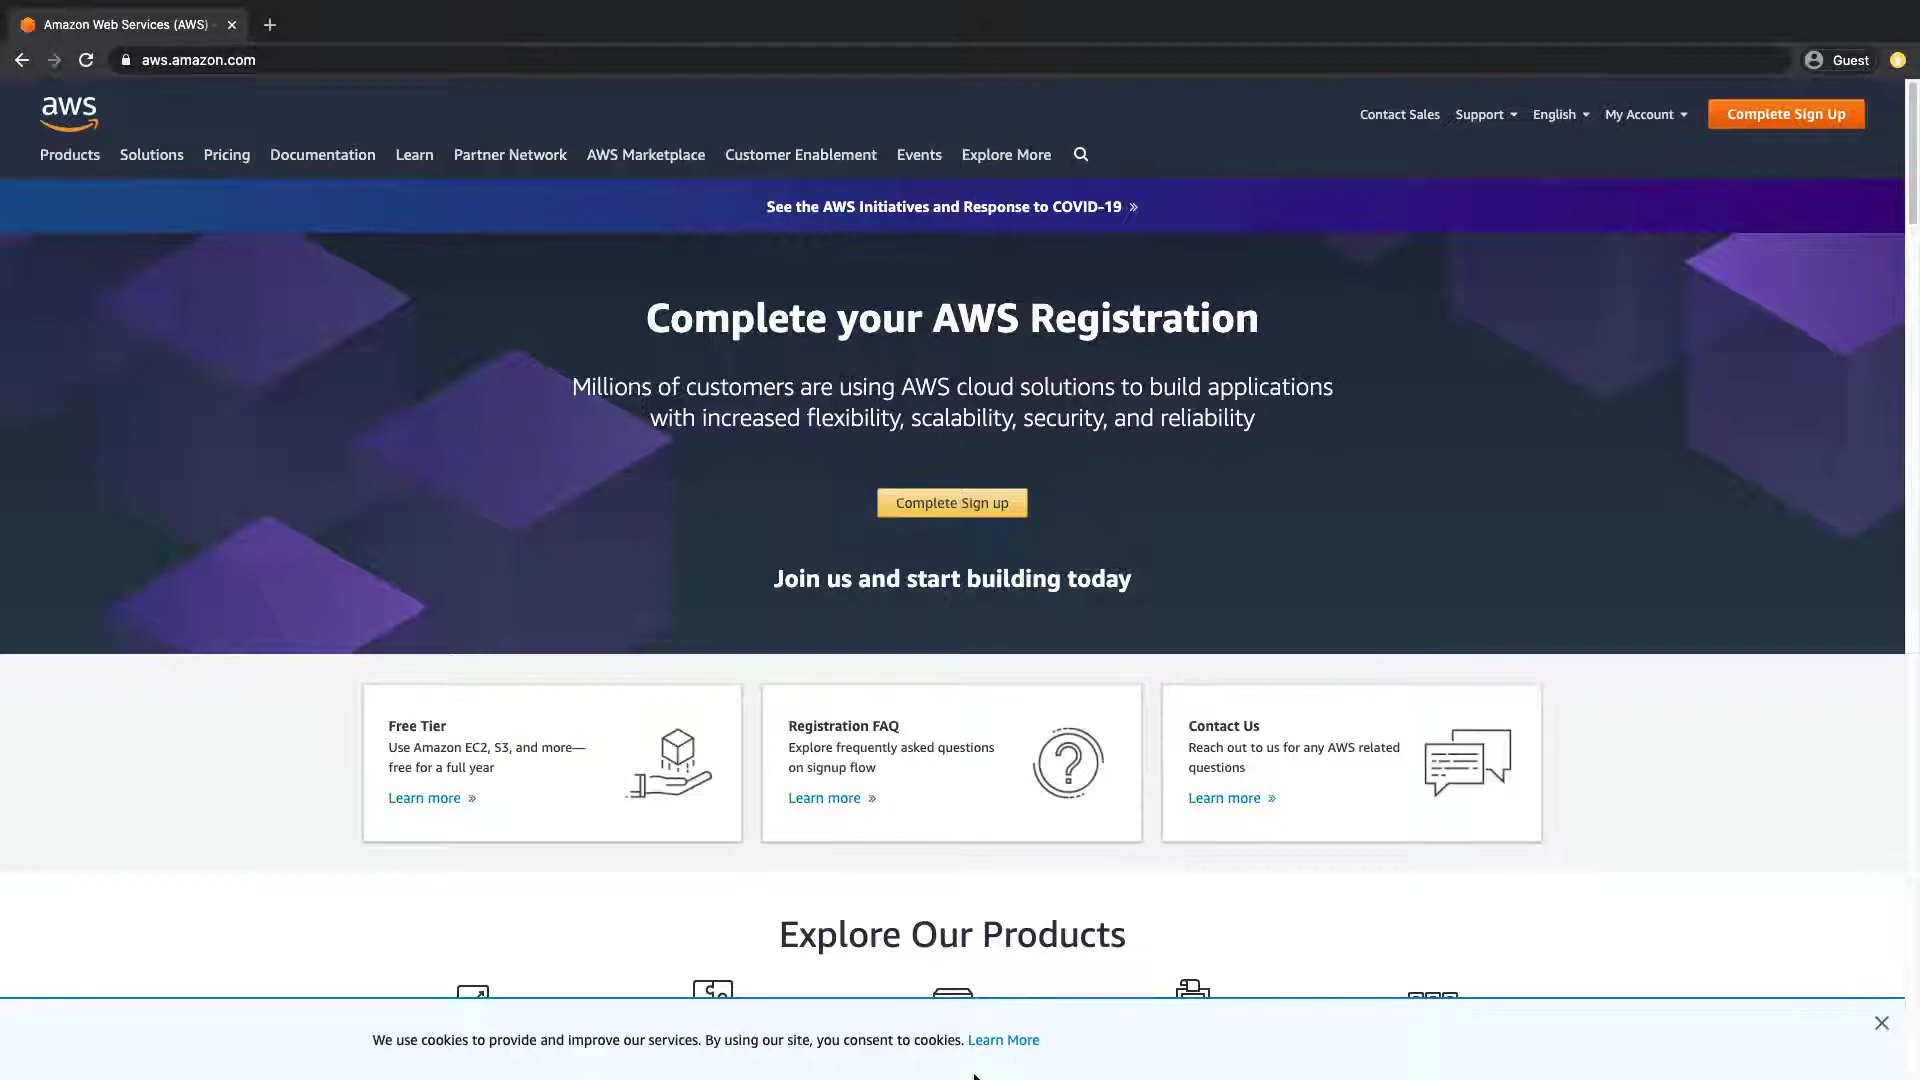 Amazon Web Services (AWS)
aws.amazon.com
Guest
aws
Contact Sales Support English My Account Complete Sign Up
Products Solutions Pricing Documentation Learn Partner Network AWS Marketplace Customer Enablement Events Explore More
See the AWS Initiatives and Response to COVID-19 »
Complete your AWS Registration
Millions of customers are using AWS cloud solutions to build applications
with increased flexibility, scalability, security, and reliability
Complete Sign up
Join us and start building today
Free Tier
Use Amazon EC2, S3, and more—
free for a full year
Learn more »
Registration FAQ
Explore frequently asked questions
on signup flow
Learn more »
Contact Us
Reach out to us for any AWS related
questions
Learn more »
Explore Our Products
We use cookies to provide and improve our services. By using our site, you consent to cookies. Learn More